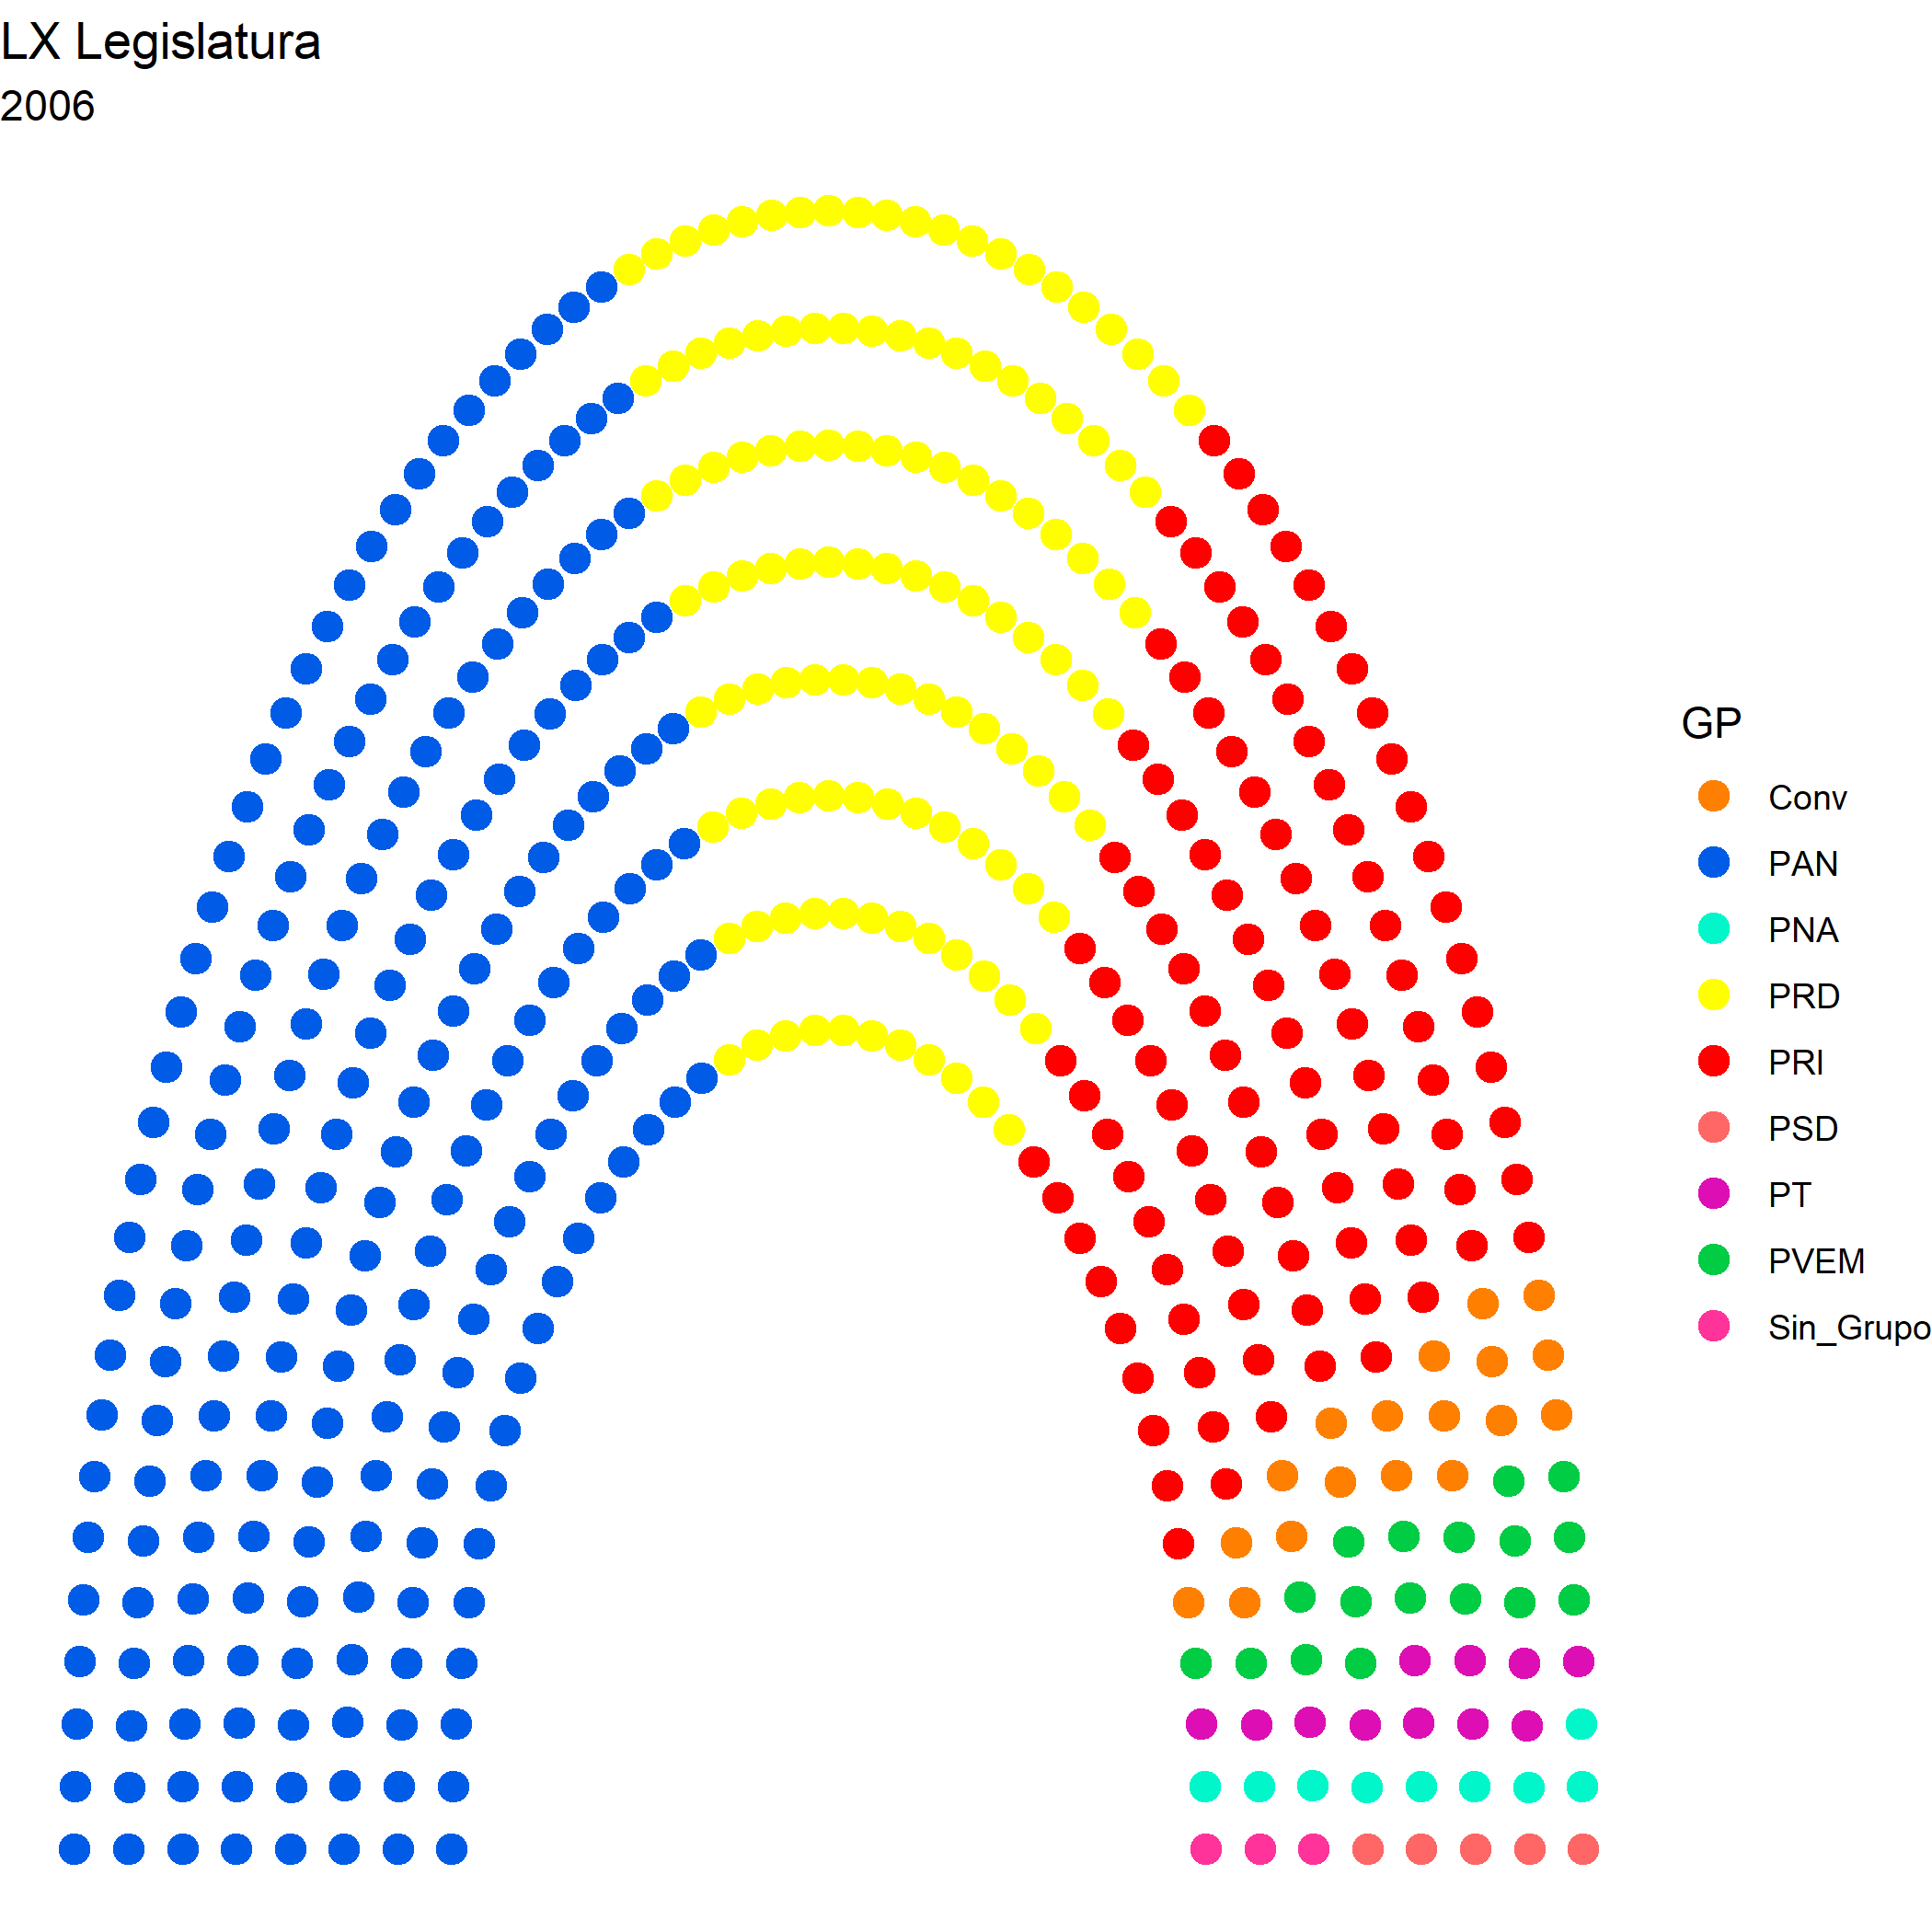 LX Legislatura
2006
GP
Conv
PAN
PNA
PRD
PRI
PSD
PT
PVEM
Sin_Grupo